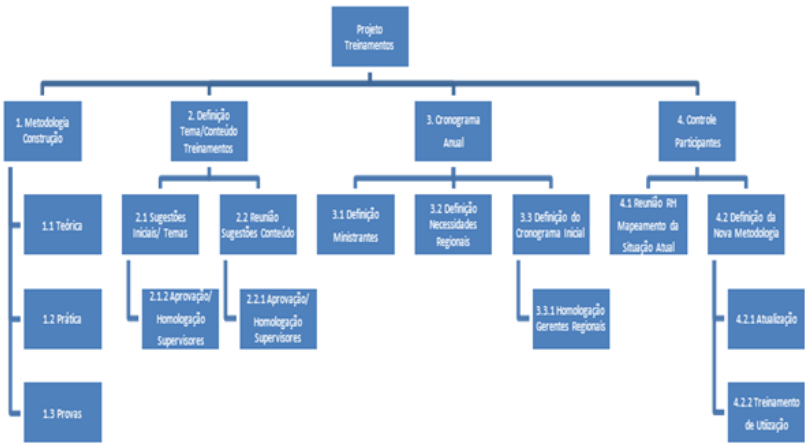 Projeto
Treinamentos
1. Metodologia
Construção
2. Definição
Tema/Conteúdo
Treinamentos
3. Cronograma
Anual
4. Controle
Participantes
1.1 Teórica
1.2 Prática
1.3 Provas
2.1 Sugestões
Iniciais/ Temas
2.2 Reunião
Sugestões Conteúdo
2.1.2 Aprovação/
Homologação
Supervisores
2.2.1 Aprovação/
Homologação
Supervisores
3.1 Definição
Ministrantes
3.2 Definição
Necessidades
Regionais
3.3 Definição do
Cronograma Inicial
3.3.1 Homologação
Gerentes Regionais
4.1 Reunião RH
Mapeamento da
Situação Atual
4.2 Definição da
Nova Metodologia
4.2.1 Atualização
4.2.2 Treinamento
de Utilização